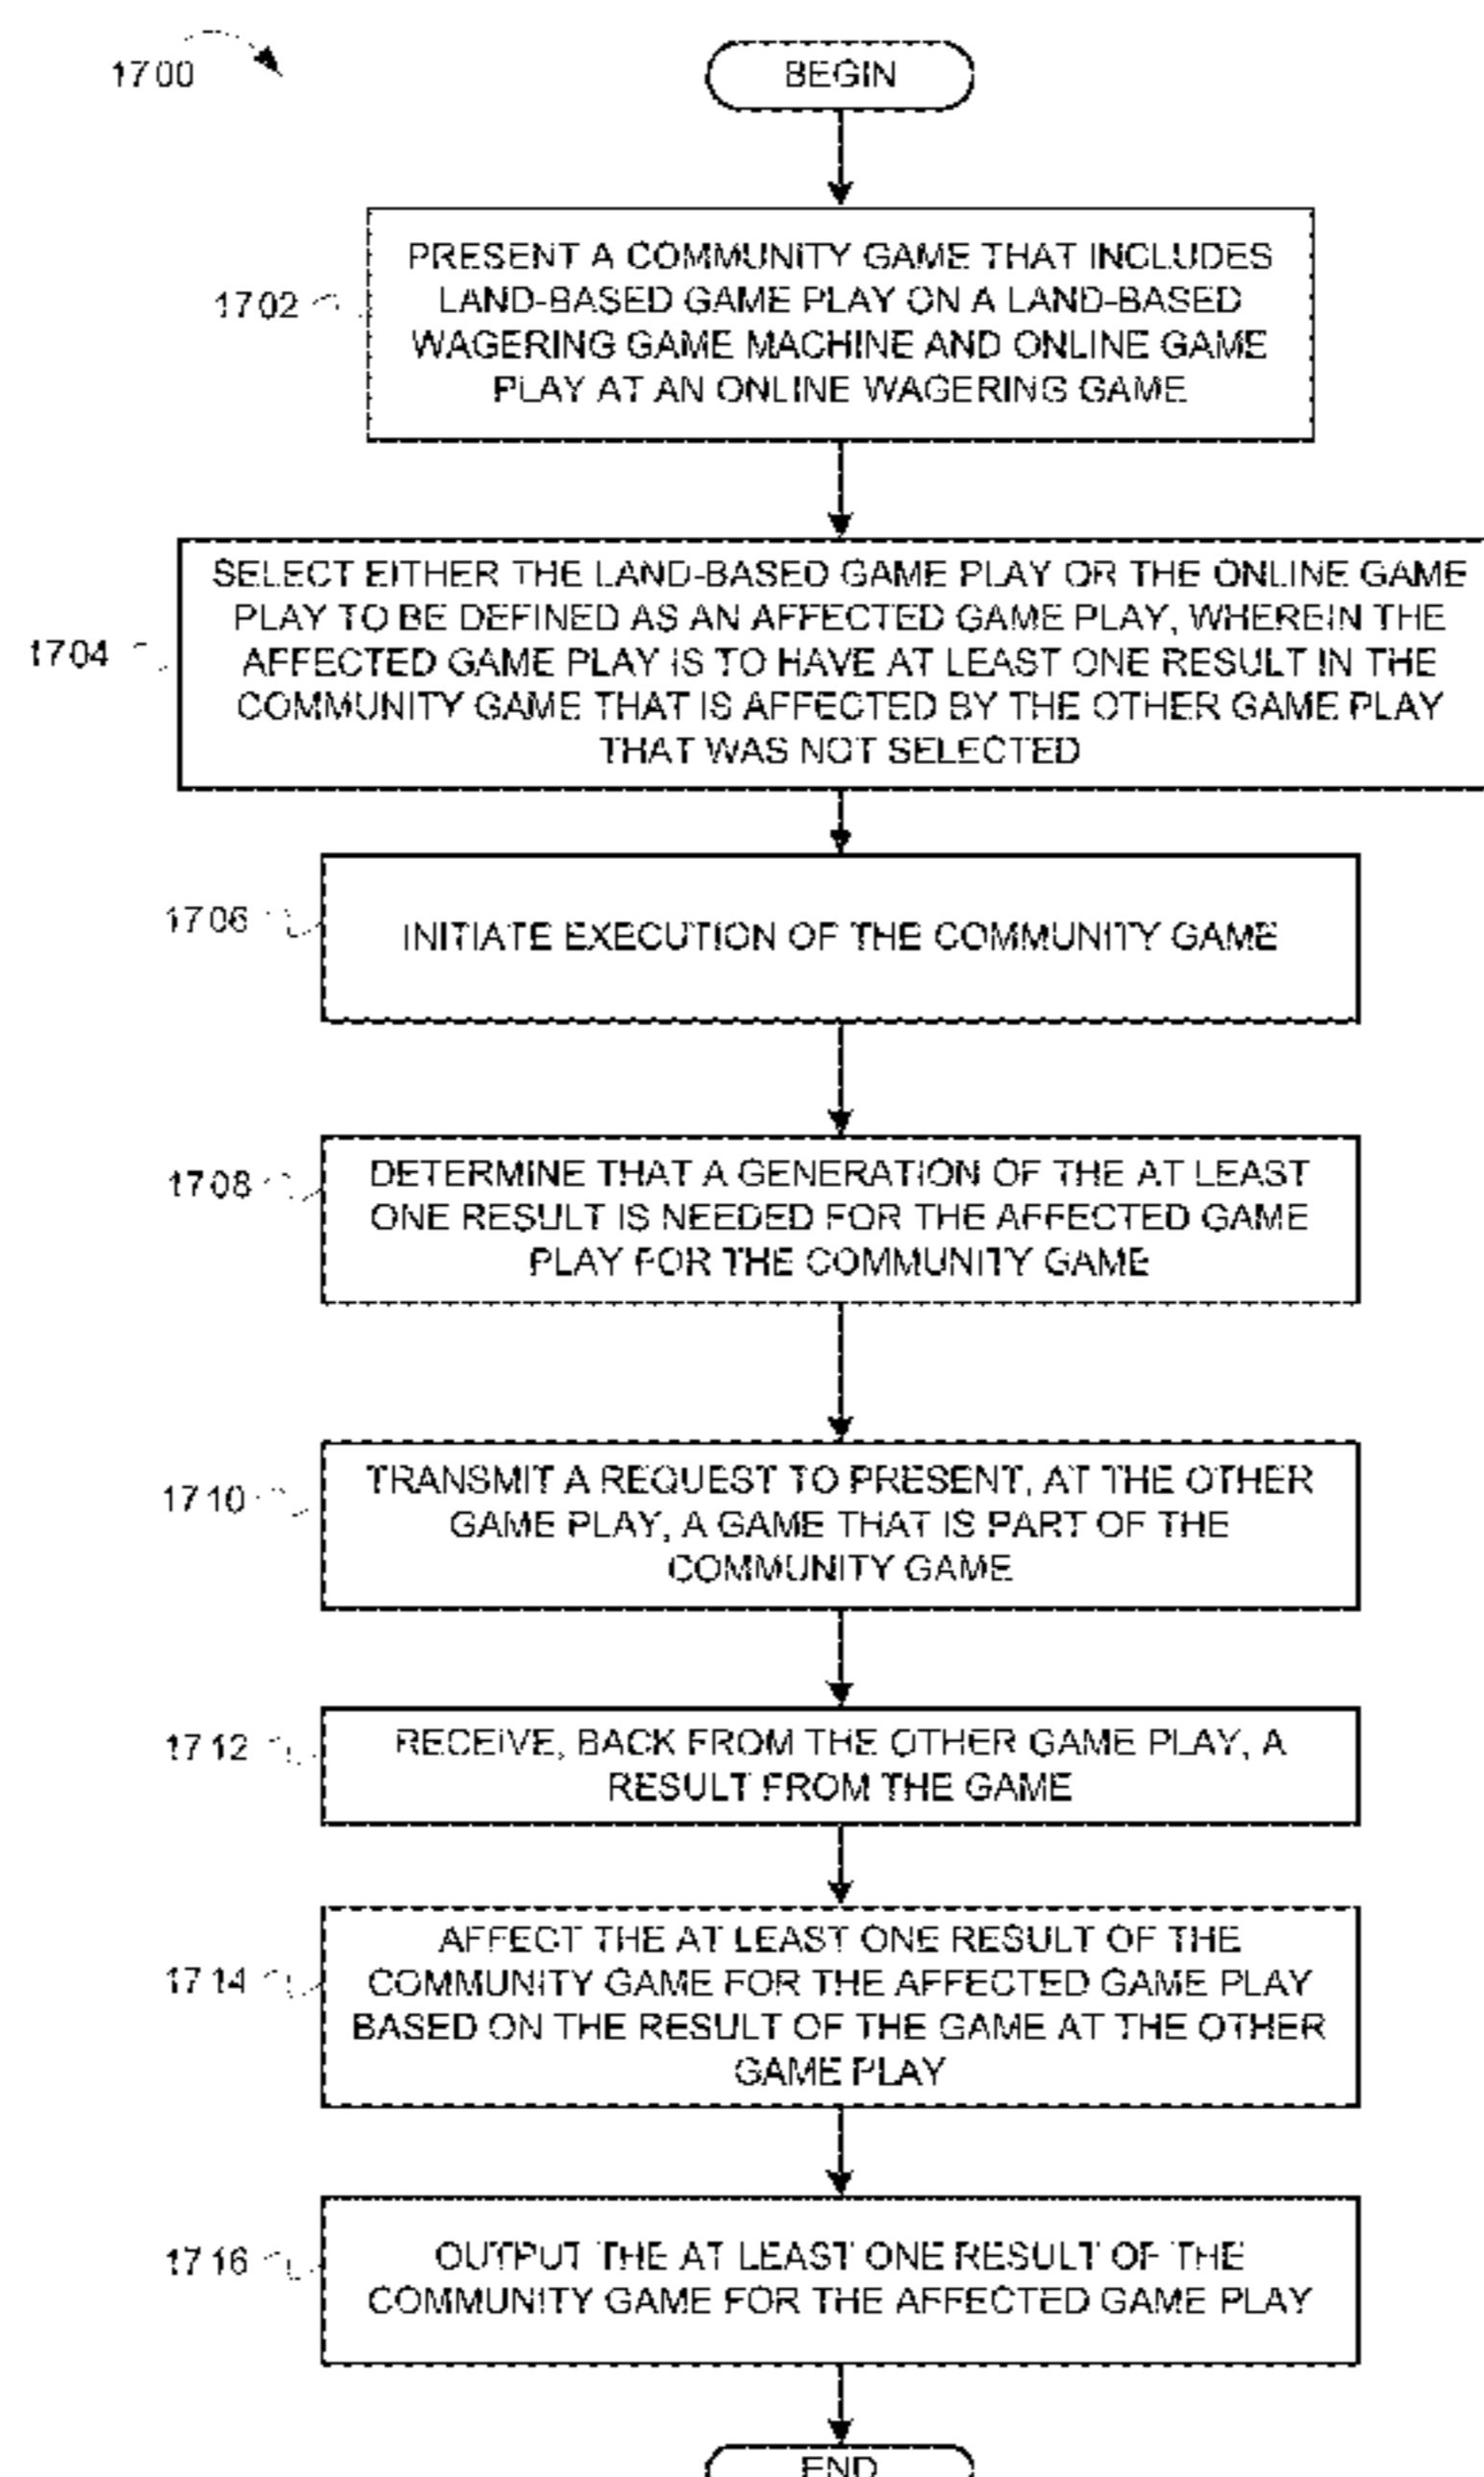 1700
BEGIN
1702
PRESENT A COMMUNITY GAME THAT INCLUDES
LAND-BASED GAME PLAY ON A LAND-BASED
WAGERING GAME MACHINE AND ONLINE GAME
PLAY AT AN ONLINE WAGERING GAME
1704
SELECT EITHER THE LAND-BASED GAME PLAY OR THE ONLINE GAME
PLAY TO BE DEFINED AS AN AFFECTED GAME PLAY, WHEREIN THE
AFFECTED GAME PLAY IS TO HAVE AT LEAST ONE RESULT IN THE
COMMUNITY GAME THAT IS AFFECTED BY THE OTHER GAME PLAY
THAT WAS NOT SELECTED
1706
INITIATE EXECUTION OF THE COMMUNITY GAME
1708
DETERMINE THAT A GENERATION OF THE AT LEAST
ONE RESULT IS NEEDED FOR THE AFFECTED GAME
PLAY FOR THE COMMUNITY GAME
1710
TRANSMIT A REQUEST TO PRESENT, AT THE OTHER
GAME PLAY, A GAME THAT IS PART OF THE
COMMUNITY GAME
1712
RECEIVE, BACK FROM THE OTHER GAME PLAY, A
RESULT FROM THE GAME
1714
AFFECT THE AT LEAST ONE RESULT OF THE
COMMUNITY GAME FOR THE AFFECTED GAME PLAY
BASED ON THE RESULT OF THE GAME AT THE OTHER
GAME PLAY
1716
OUTPUT THE AT LEAST ONE RESULT OF THE
COMMUNITY GAME FOR THE AFFECTED GAME PLAY
END